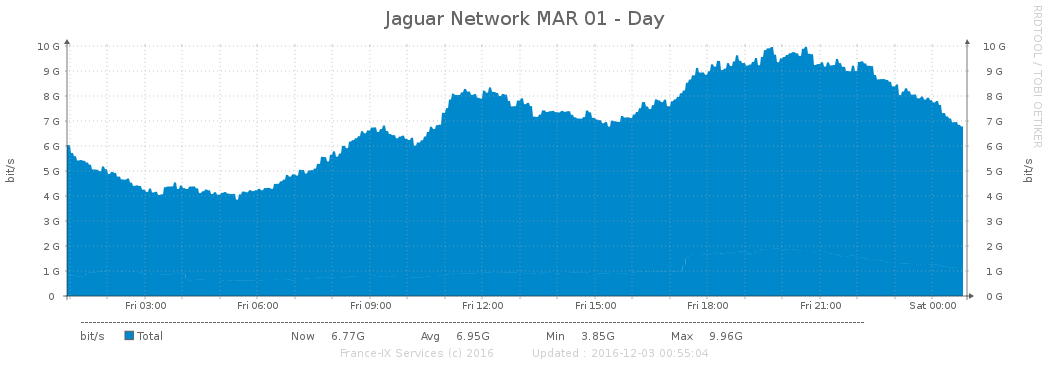 Jaguar Network MAR 01 - Day
RRDTOOL / TOBI OETIKER
10 G 10 G
9 G 9 G
8 G 8 G
7 G 7 G
6 G 6 G
5 G 5 G
4 G 4 G
3 G 3 G
2 G 2 G
1 G 1 G
0 0 G
bit/s bit/s
Fri 03:00 Fri 06:00 Fri 09:00 Fri 12:00 Fri 15:00 Fri 18:00 Fri 21:00 Sat 00:00
bit/s Total Now 6.77G Avg 6.95G Min 3.85G Max 9.96G
France-IX Services (c) 2016 Updated : 2016-12-03 00:55:04